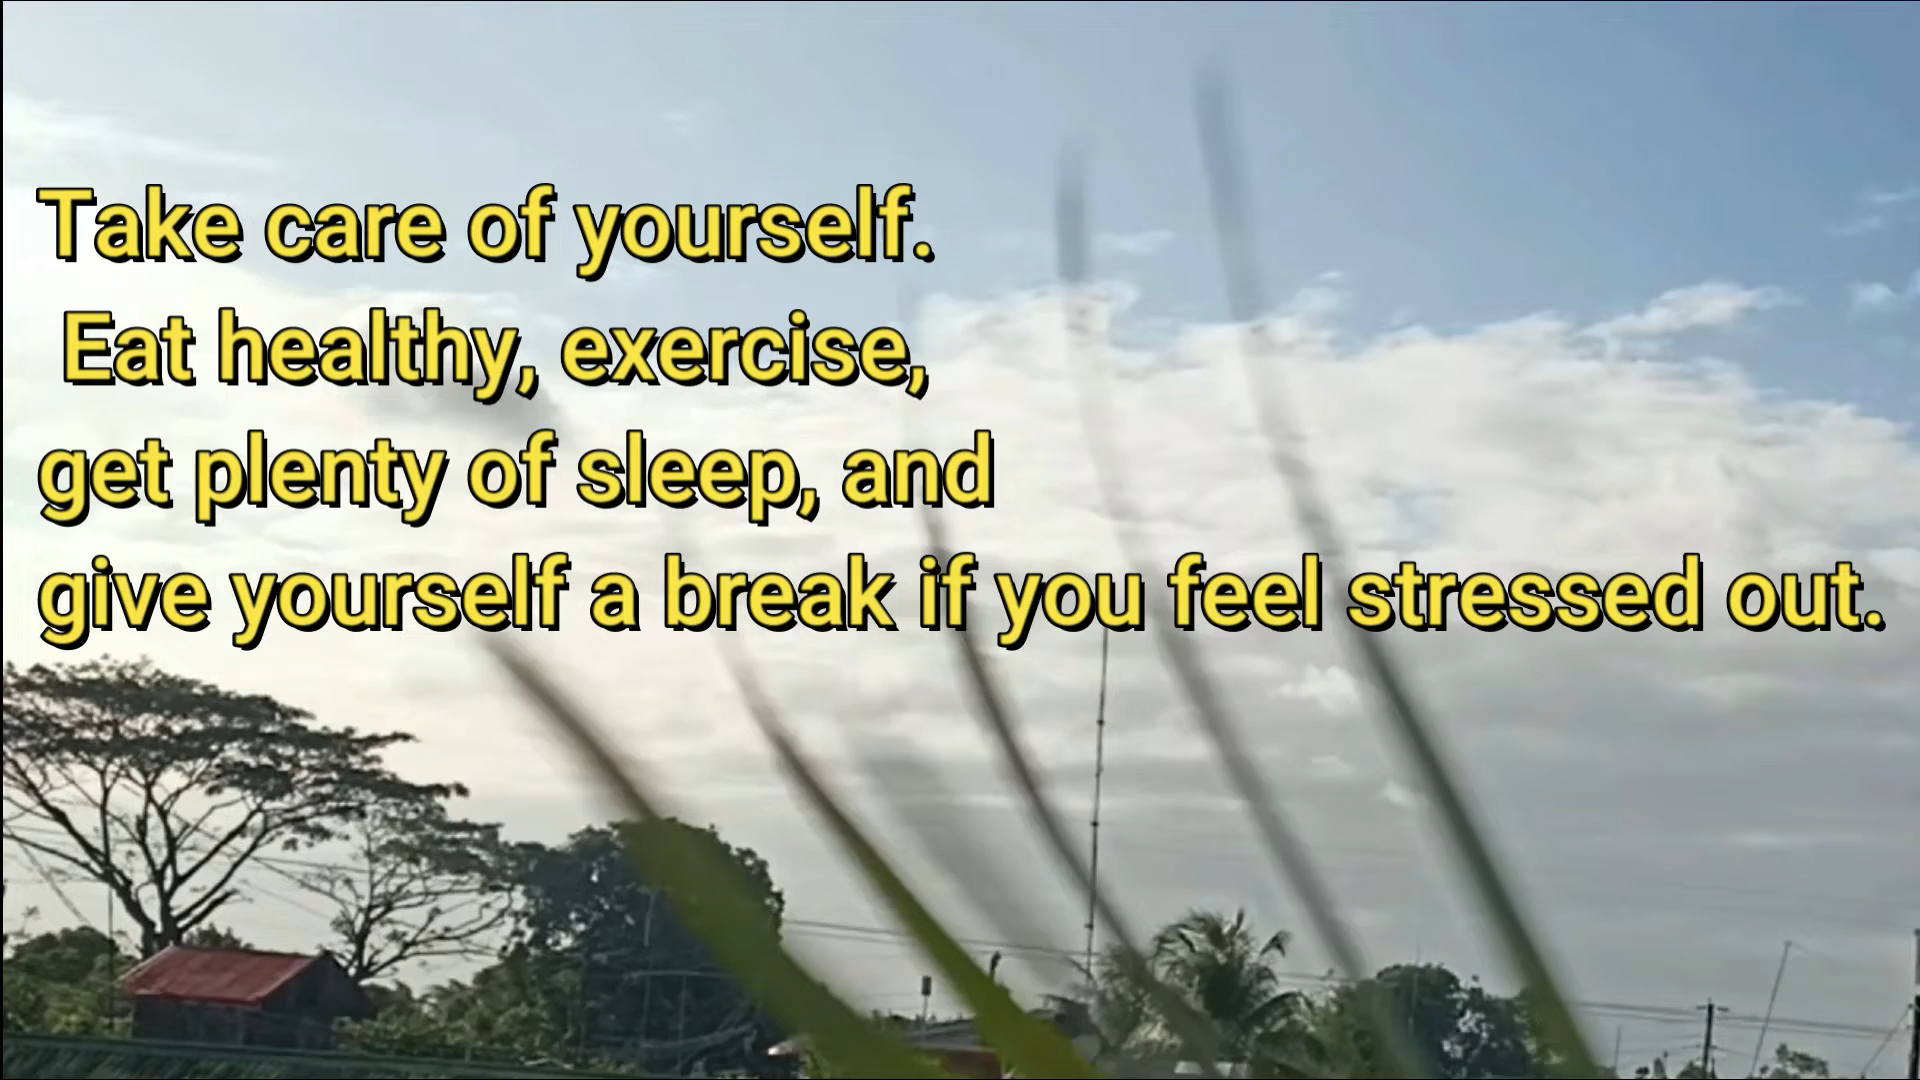 Take care of yourself.
Eat healthy, exercise,
get plenty of sleep, and
give yourself a break if you feel stressed out.